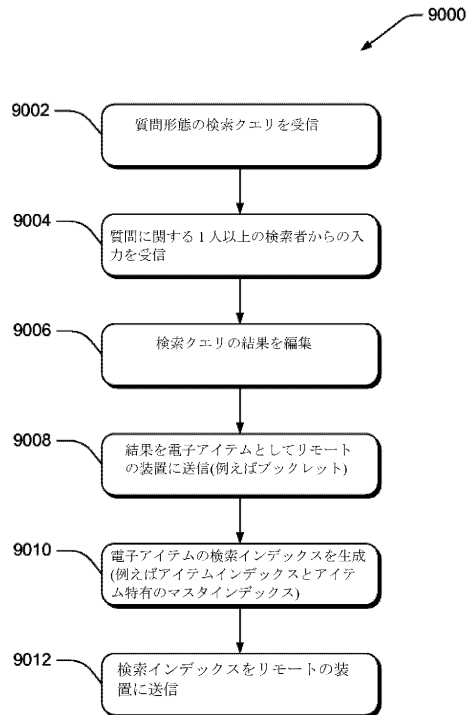 9000
9002
質問形態の検索クエリを受信
9004
質問に関する1人以上の検索者からの入
力を受信
9006
検索クエリの結果を編集
9008
結果を電子アイテムとしてリモート
の装置に送信(例えばブックレット)
9010
電子アイテムの検索インデックスを生成
(例えばアイテムインデックスとアイテ
ム特有のマスタインデックス)
9012
検索インデックスをリモートの装
置に送信